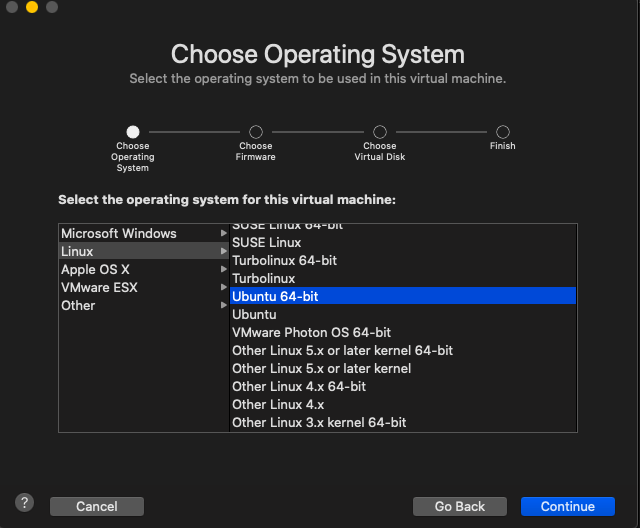 Choose Operating System
Select the operating system to be used in this virtual machine.
Choose
Operating
System
Choose
Firmware
Choose
Virtual Disk
Finish
Select the operating system for this virtual machine:
Microsoft Windows
Linux
Apple OS X
VMware ESX
Other
SUSE Linux 64-bit
SUSE Linux
Turbolinux 64-bit
Turbolinux
Ubuntu 64-bit
Ubuntu
VMware Photon OS 64-bit
Other Linux 5.x or later kernel 64-bit
Other Linux 5.x or later kernel
Other Linux 4.x 64-bit
Other Linux 4.x
Other Linux 3.x kernel 64-bit
?
Cancel
Go Back
Continue